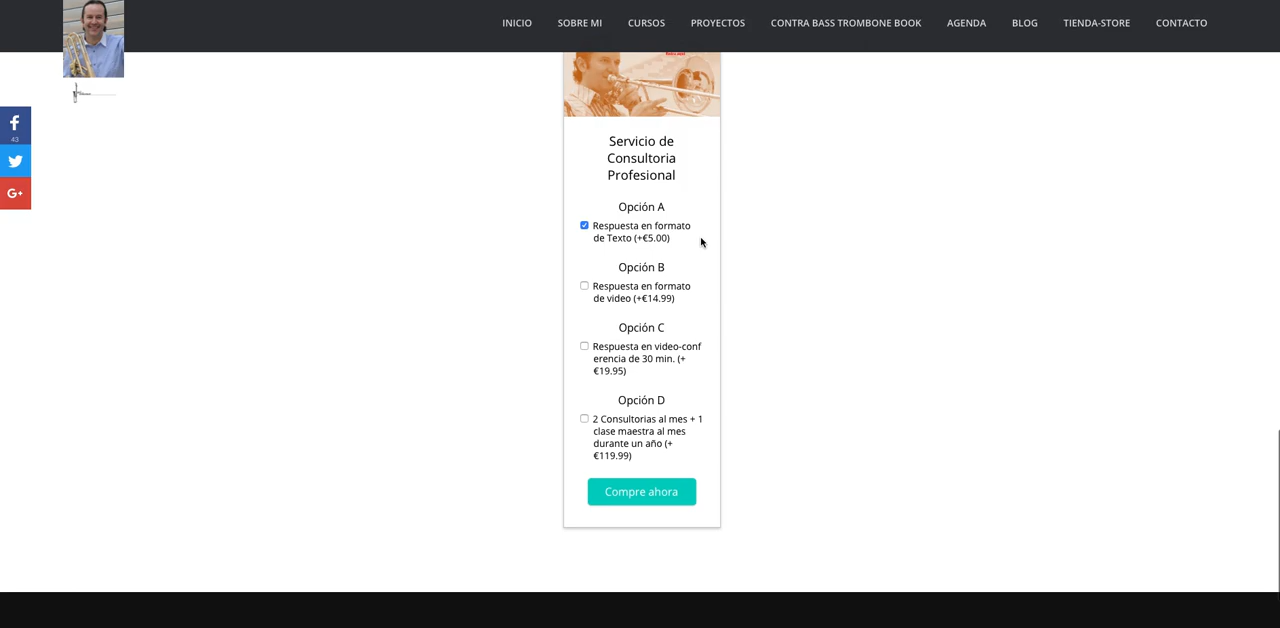 INICIO SOBRE MI CURSOS PROYECTOS CONTRA BASS TROMBONE BOOK AGENDA BLOG TIENDA-STORE CONTACTO
43
G+
Servicio de
Consultoria
Profesional
Opción A
Respuesta en formato
de Texto (+€5.00)
Opción B
Respuesta en formato
de video (+€14.99)
Opción C
Respuesta en video-conf
erencia de 30 min. (+
€19.95)
Opción D
2 Consultorias al mes + 1
clase maestra al mes
durante un año (+
€119.99)
Compre ahora